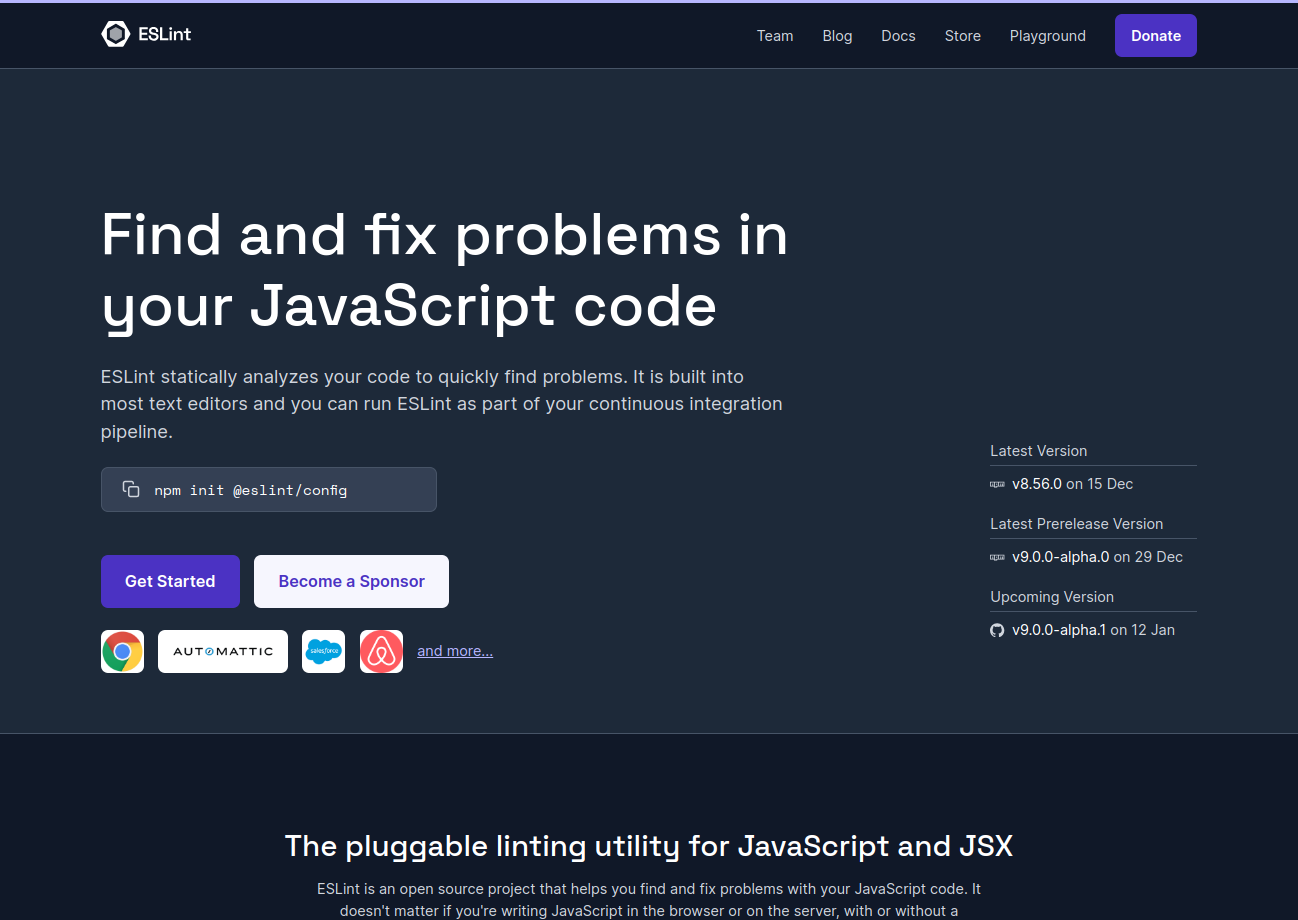 ESLint
Team Blog Docs Store Playground Donate
Find and fix problems in
your JavaScript code
ESLint statically analyzes your code to quickly find problems. It is built into
most text editors and you can run ESLint as part of your continuous integration
pipeline.
npm init @eslint/config
Get Started
Become a Sponsor
AUTOMATTIC
salesforce
and more...
Latest Version
npm v8.56.0 on 15 Dec
Latest Prerelease Version
npm v9.0.0-alpha.0 on 29 Dec
Upcoming Version
v9.0.0-alpha.1 on 12 Jan
The pluggable linting utility for JavaScript and JSX
ESLint is an open source project that helps you find and fix problems with your JavaScript code. It
doesn't matter if you're writing JavaScript in the browser or on the server, with or without a